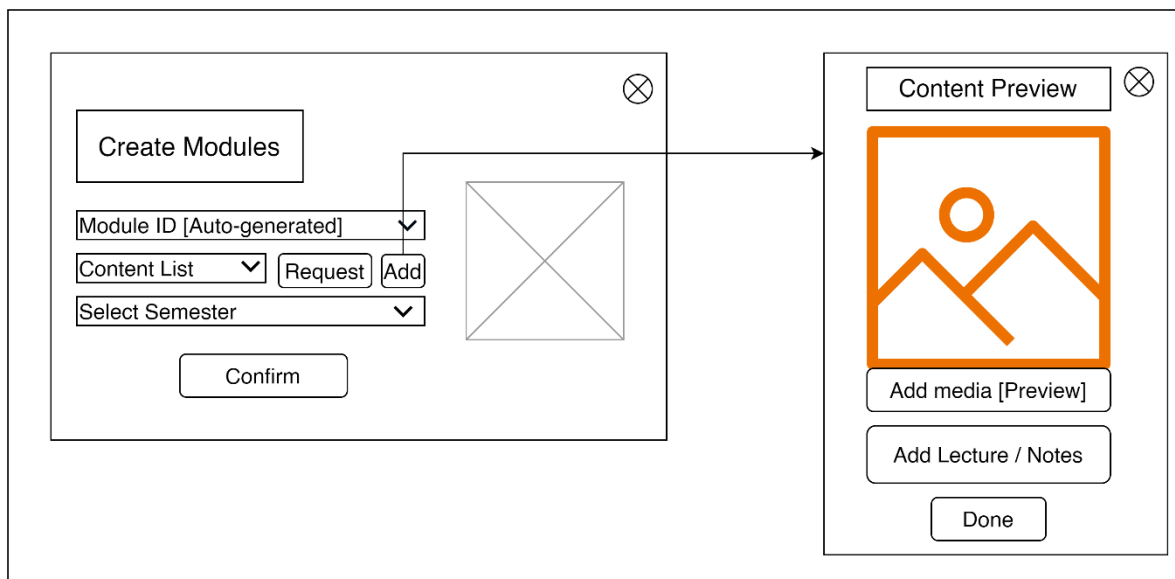 Create Modules
Module ID [Auto-generated]
Content List
Request
Add
Select Semester
Confirm
Content Preview
Add media [Preview]
Add Lecture / Notes
Done